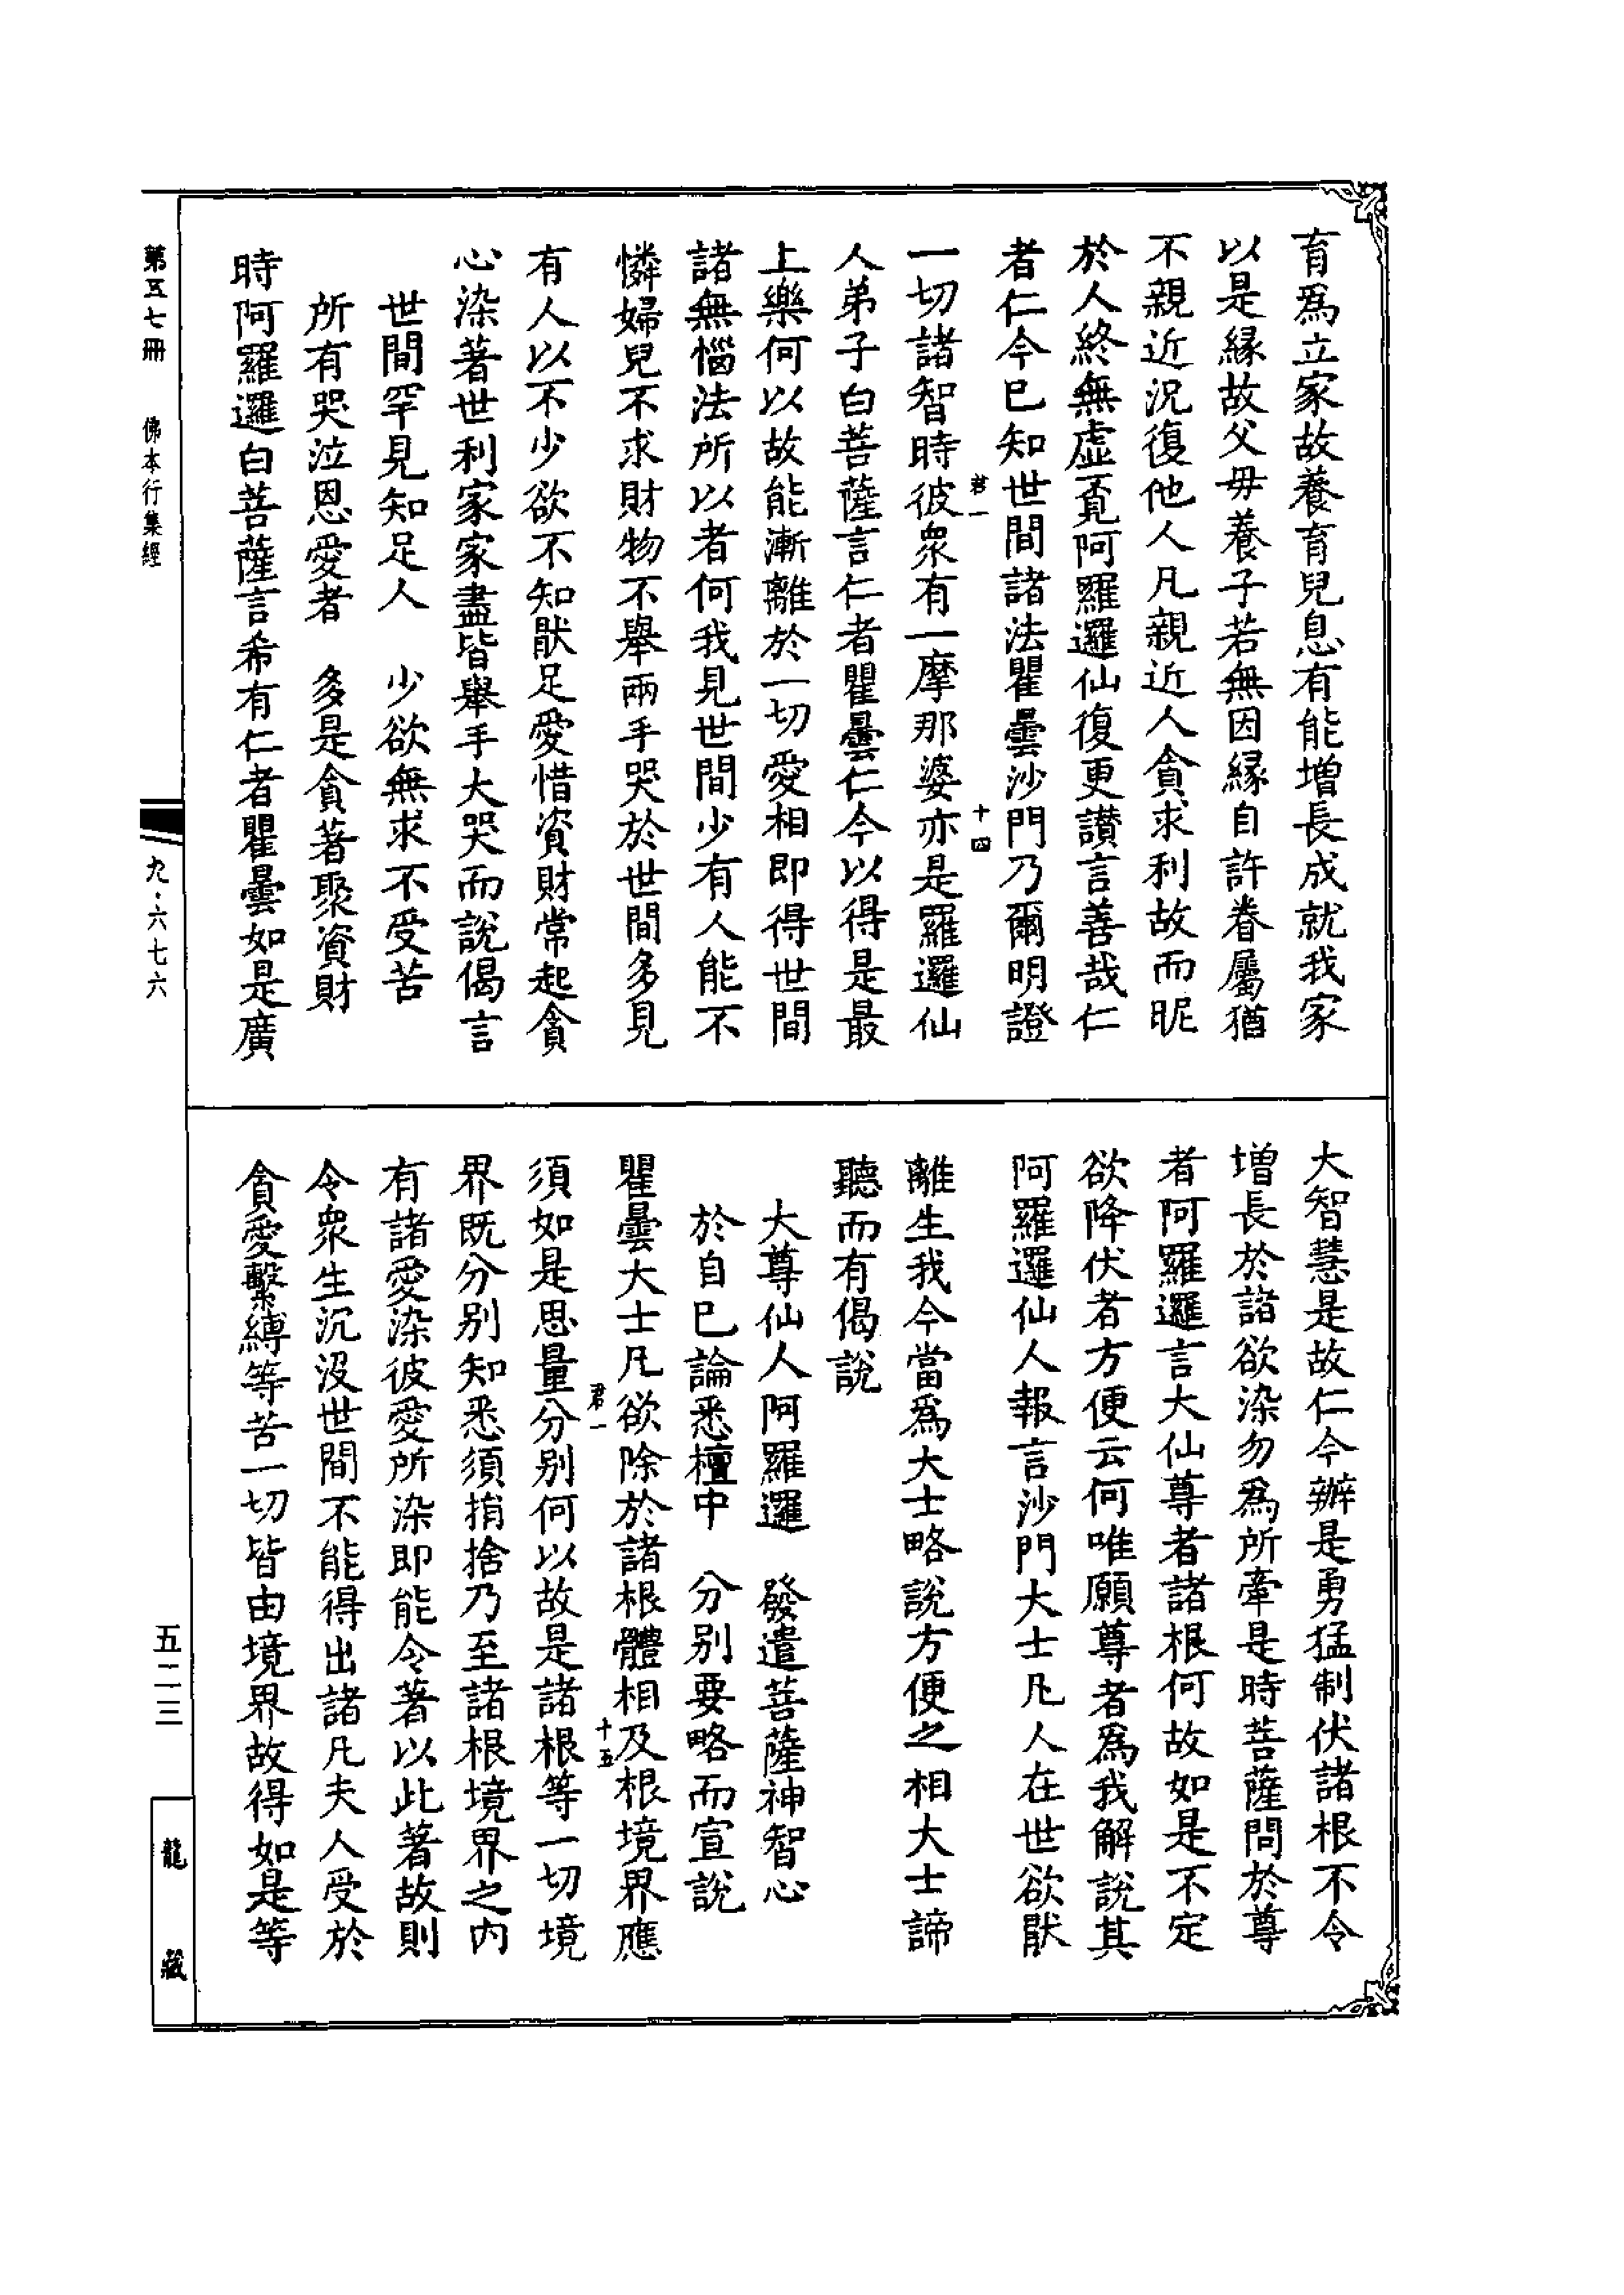 育爲立家故養育兒息有能增長成就我家
以是緣故父毋養子若無因緣自許眷屬猶
不親近況復他人凡親近人貪求利故而昵
於人終無虛覔阿羅邏仙復更讚言善哉仁
者仁今已知世間諸法瞿曇沙門乃爾明證
君一
十四
一切諸智時彼衆有一摩那婆亦是羅邏仙
人弟子白菩薩言仁者瞿曇仁今以得是最
上樂何以故能漸離於一切愛相即得世間
諸無惱法所以者何我見世間少有人能不
憐婦兒不求財物不舉兩手哭於世間多見
有人以不少欲不知猒足愛惜資財常起貪
心染著世利家家盡皆舉手大哭而說偈言
世間罕見知足人　少欲無求不受苦
所有哭泣恩愛者　多是貪著聚資財
時阿羅邏白菩薩言希有仁者瞿曇如是廣
大智慧是故仁今辦是勇猛制伏諸根不令
增長於諸欲染勿爲所牽是時菩薩問於尊
者阿羅邏言大仙尊者諸根何故如是不定
欲降伏者方便云何唯願尊者爲我解說其
阿羅邏仙人報言沙門大士凡人在世欲猒
離生我今當爲大士略說方便之相大士諦
聽而有偈說
大尊仙人阿羅邏　發遣菩薩神智心
於自已論悉檀中　分別要略而宣說
瞿曇大士凡欲除於諸根體相及根境界應
君一
十五
須如是思量分別何以故是諸根等一切境
界既分別知悉須捎捨乃至諸根境界之內
有諸愛染彼愛所染即能令著以此著故則
令衆生沉沒世間不能得出諸凡夫人受於
貪愛繫縛等苦一切皆由境界故得如是等
第五七冊　佛本行集經
九·六七六
五二三
龍藏